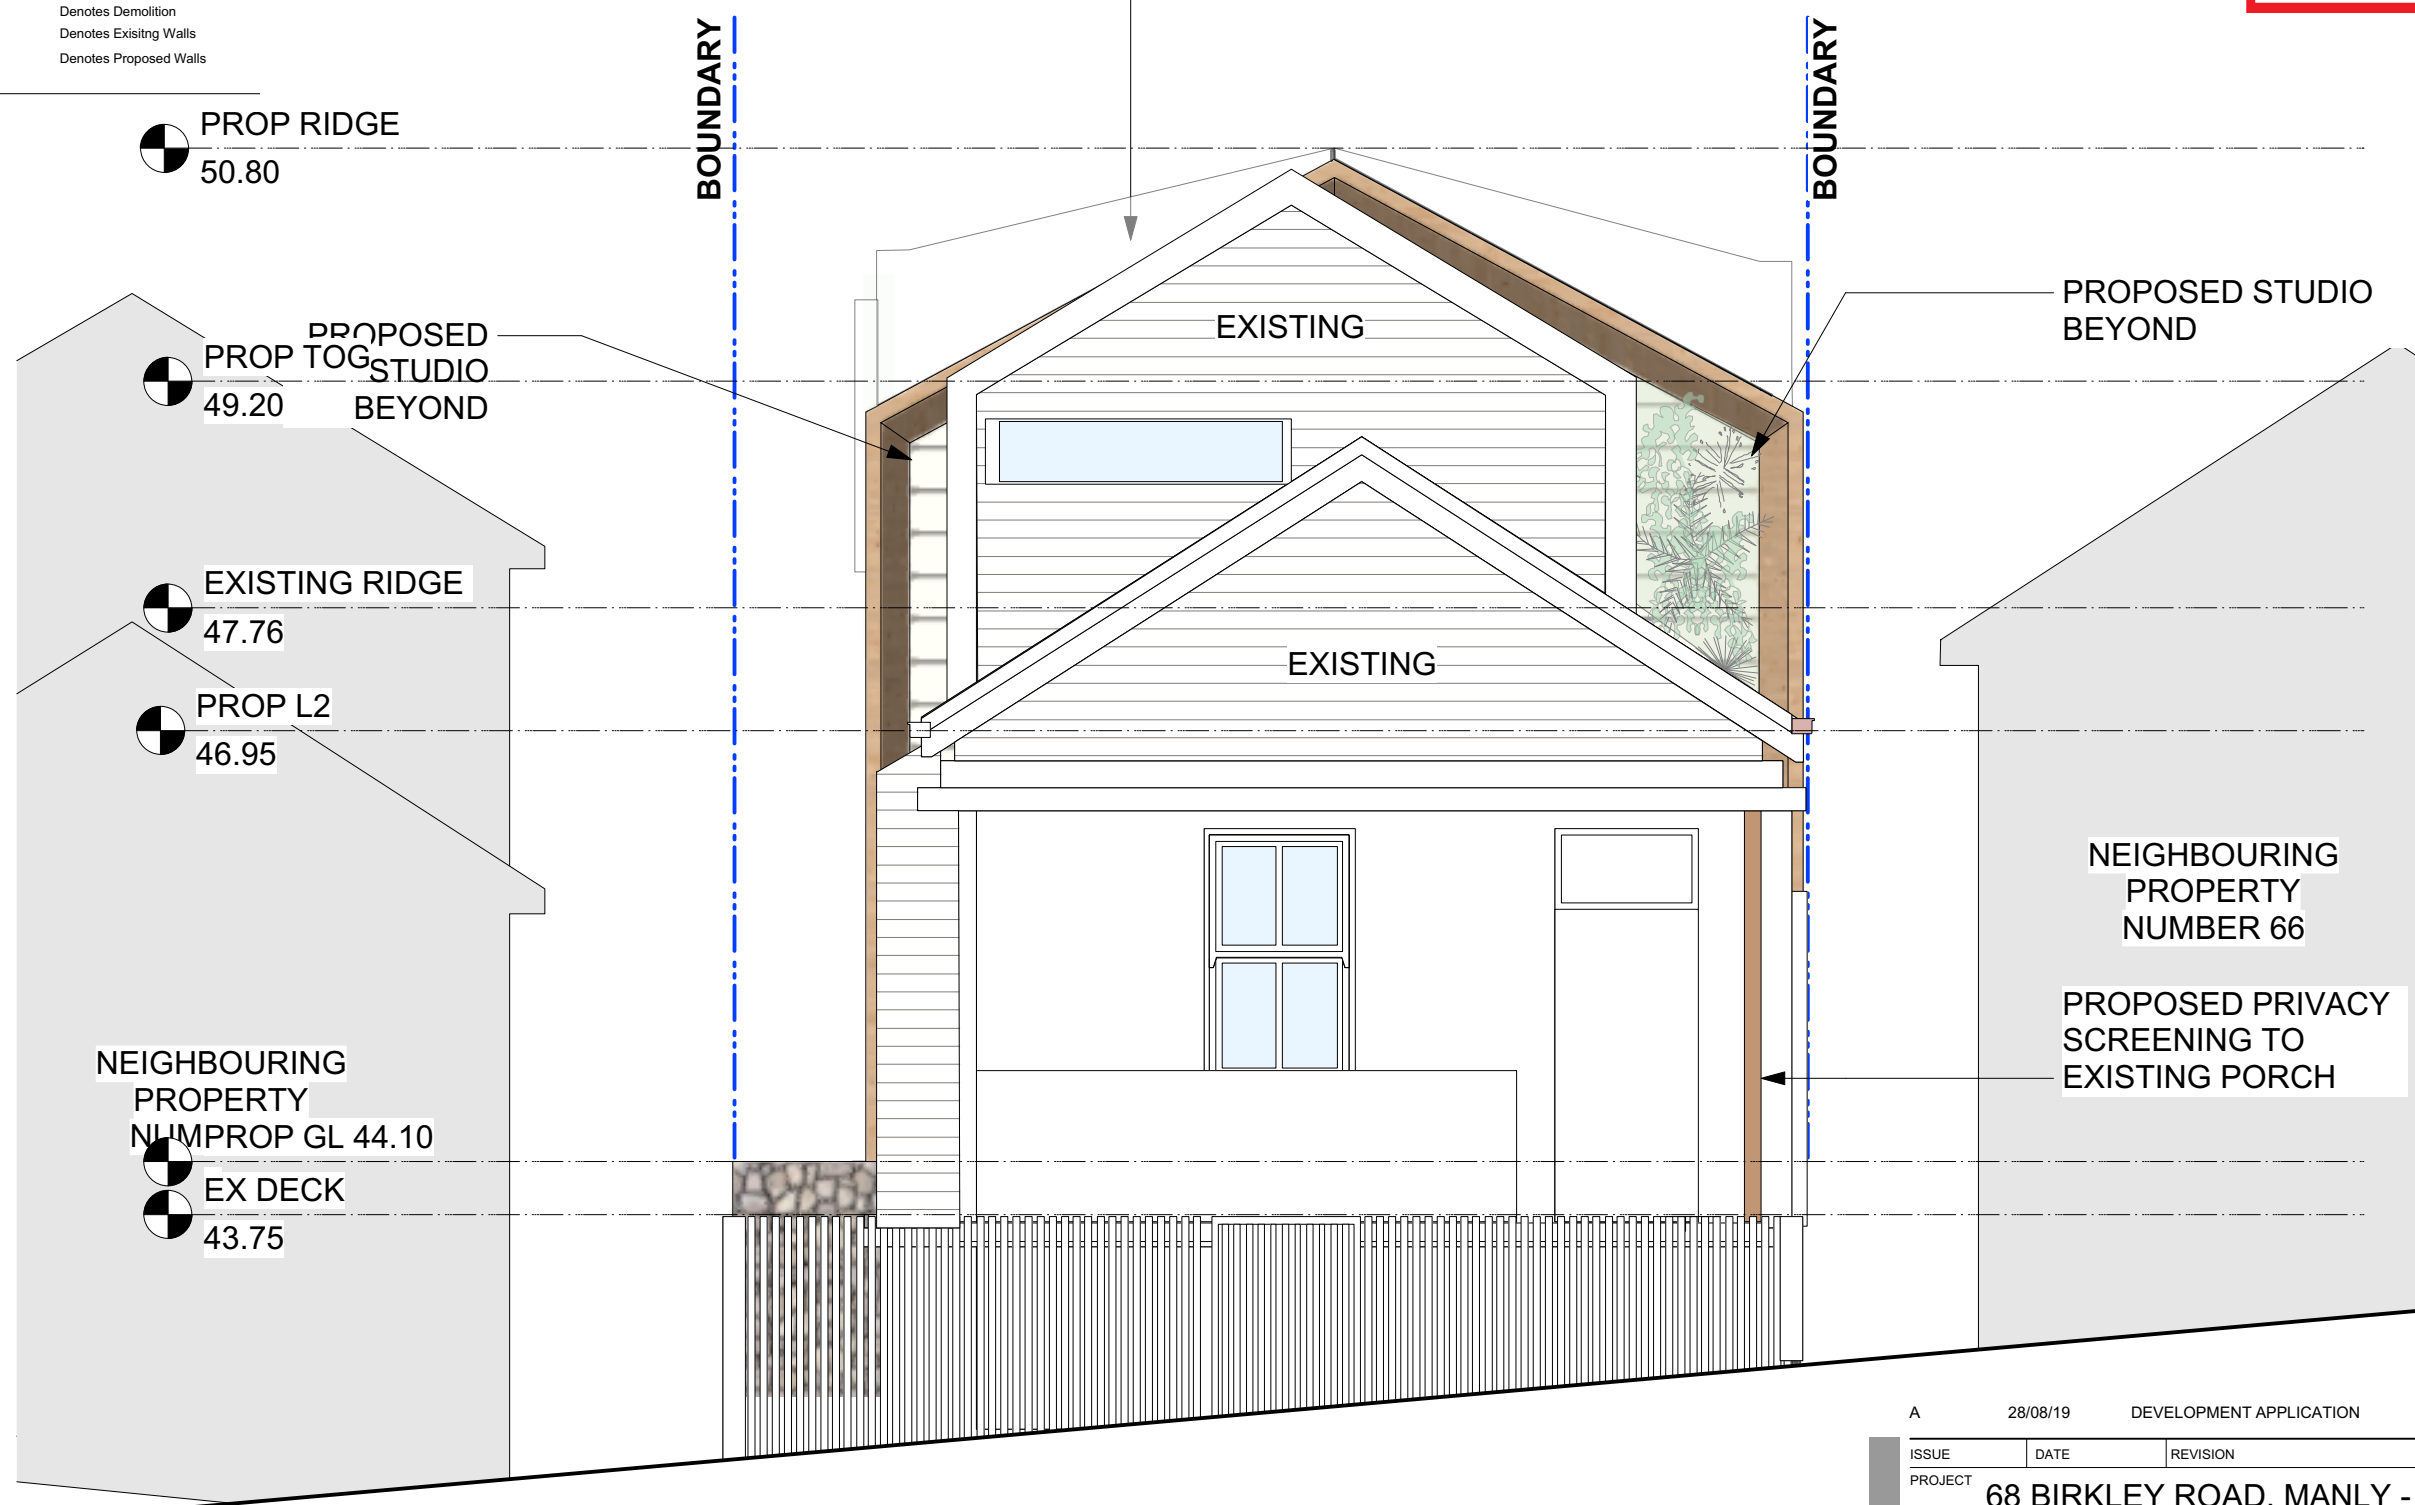 Denotes Demolition
Denotes Exisitng Walls
Denotes Proposed Walls
BOUNDARY
BOUNDARY
PROP RIDGE
50.80
PROPOSED
STUDIO
BEYOND
PROP TOG
49.20
PROPOSED STUDIO
BEYOND
EXISTING
EXISTING RIDGE
47.76
EXISTING
PROP L2
46.95
NEIGHBOURING
PROPERTY
NUMBER 66
PROPOSED PRIVACY
SCREENING TO
EXISTING PORCH
NEIGHBOURING
PROPERTY
NUM
PROP GL 44.10
EX DECK
43.75
A 28/08/19 DEVELOPMENT APPLICATION
ISSUE DATE REVISION
PROJECT 68 BIRKLEY ROAD, MANLY -